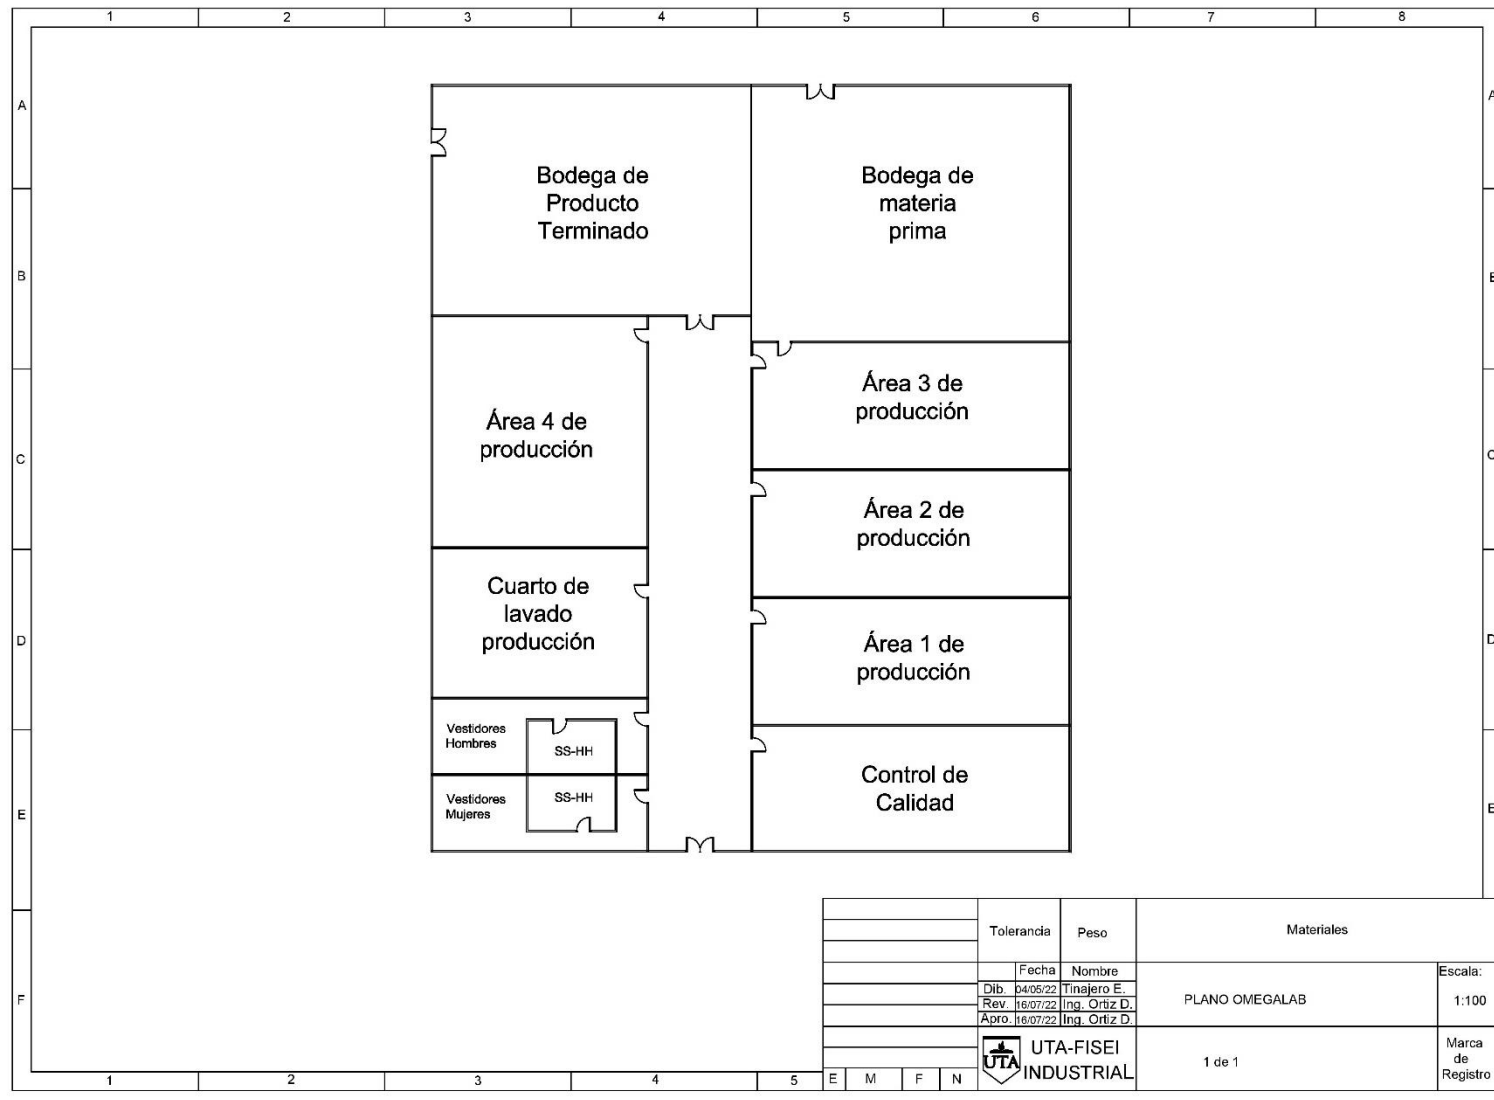 1 2 3 4 5 6 7 8
A A
Bodega de
Producto
Terminado
Bodega de
materia
prima
B
Área 3 de
producción
Área 4 de
producción
C
Área 2 de
producción
Cuarto de
lavado
producción
D D
Área 1 de
producción
Vestidores
Hombres
SS-HH
Control de
Calidad
Vestidores
Mujeres
SS-HH
E
F
Tolerancia Peso Materiales
Fecha Nombre
Dib. 04/05/22 Tinajero E.
Rev. 16/07/22 Ing. Ortiz D.
Apro. 16/07/22 Ing. Ortiz D.
PLANO OMEGALAB
Escala:
1:100
UTA
UTA-FISEI
INDUSTRIAL
1 de 1
Marca
de
Registro
E M F N
1 2 3 4 5